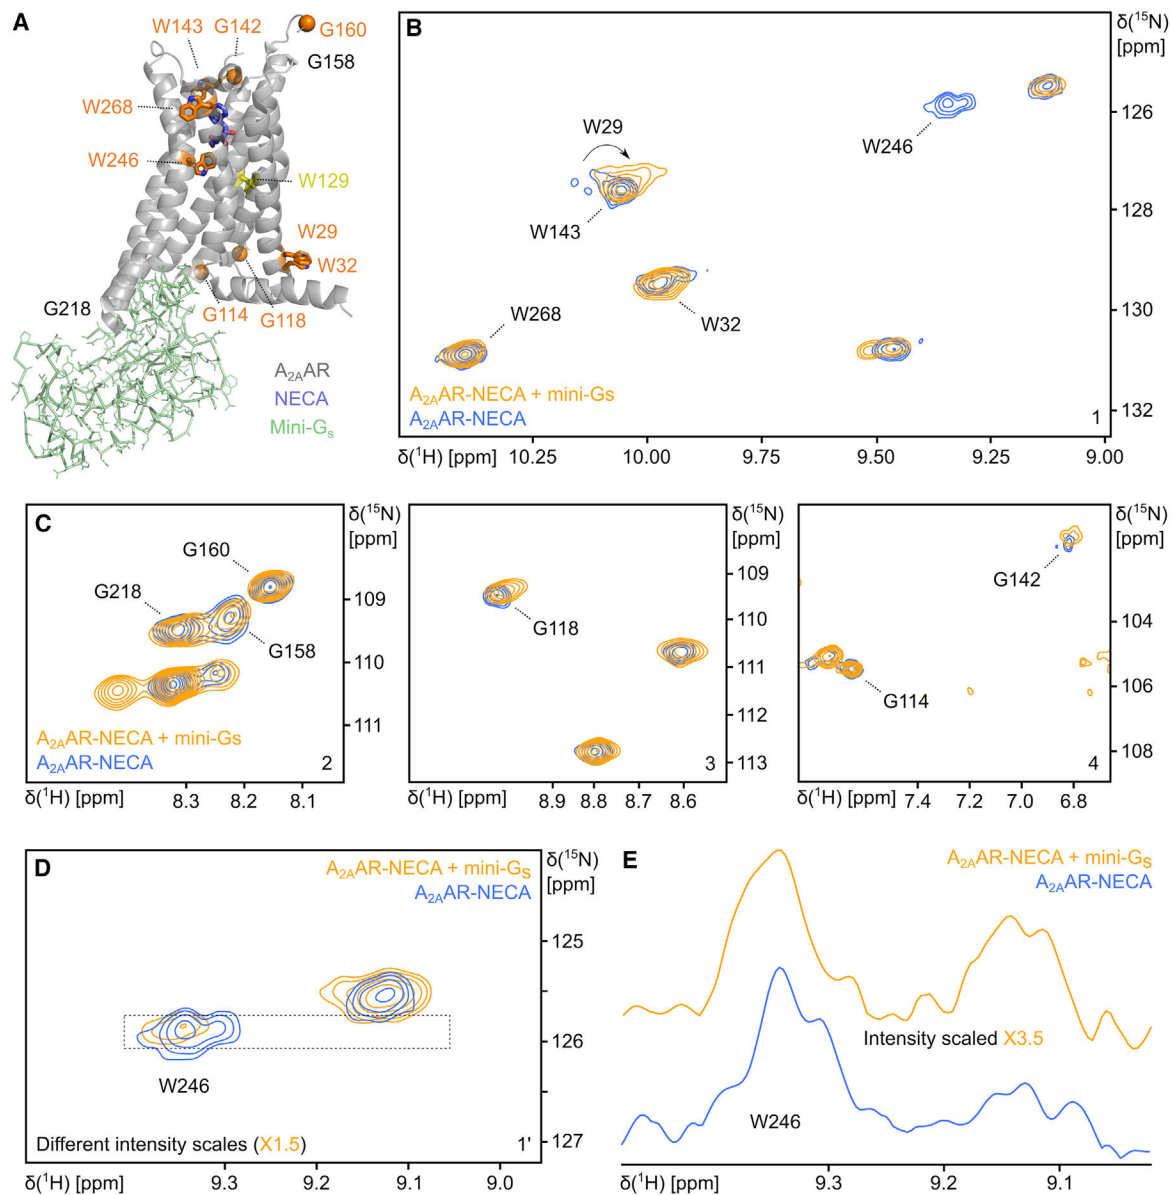 A
W143 G142
G160
G158
W268
W246
W129
W29
W32
G218
G114
G118
A2AAR
NECA
Mini-Gs
B
δ(15N)
[ppm]
W29
W246
126
W143
128
W268
W32
130
A2AAR-NECA + mini-Gs
A2AAR-NECA
1
132
δ(1H) [ppm]
10.25 10.00 9.75 9.50 9.25 9.00
C
δ(15N)
[ppm]
G160
G218
G158
109
110
111
A2AAR-NECA + mini-Gs
A2AAR-NECA
2
δ(1H) [ppm]
8.3 8.2 8.1
δ(15N)
[ppm]
109
G118
110
111
112
113
3
δ(1H) [ppm]
8.9 8.8 8.6
δ(15N)
[ppm]
G142
104
G114
106
108
4
δ(1H) [ppm]
7.4 7.2 7.0 6.8
D
A2AAR-NECA + mini-Gs
A2AAR-NECA
δ(15N)
[ppm]
125
126
W246
Different intensity scales (X1.5)
1'
127
δ(1H) [ppm]
9.3 9.2 9.1 9.0
E
A2AAR-NECA + mini-Gs
A2AAR-NECA
Intensity scaled X3.5
W246
δ(1H) [ppm]
9.3 9.2 9.1